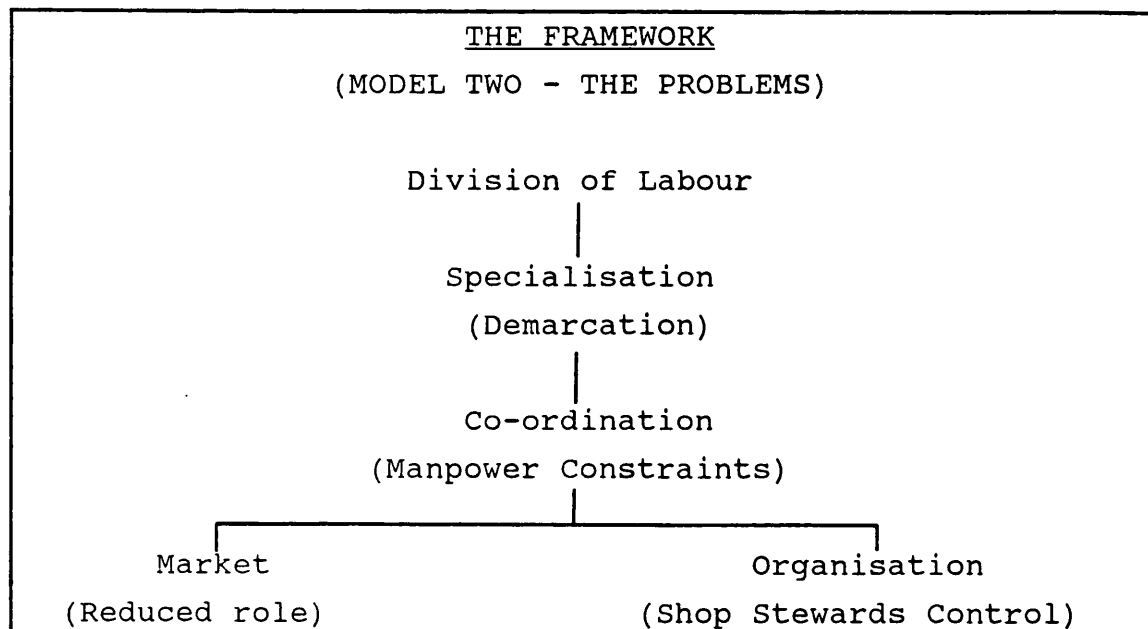 THE FRAMEWORK
(MODEL TWO - THE PROBLEMS)
Division of Labour
Specialisation
(Demarcation)
Co-ordination
(Manpower Constraints)
Market Organisation
(Reduced role) (Shop Stewards Control)